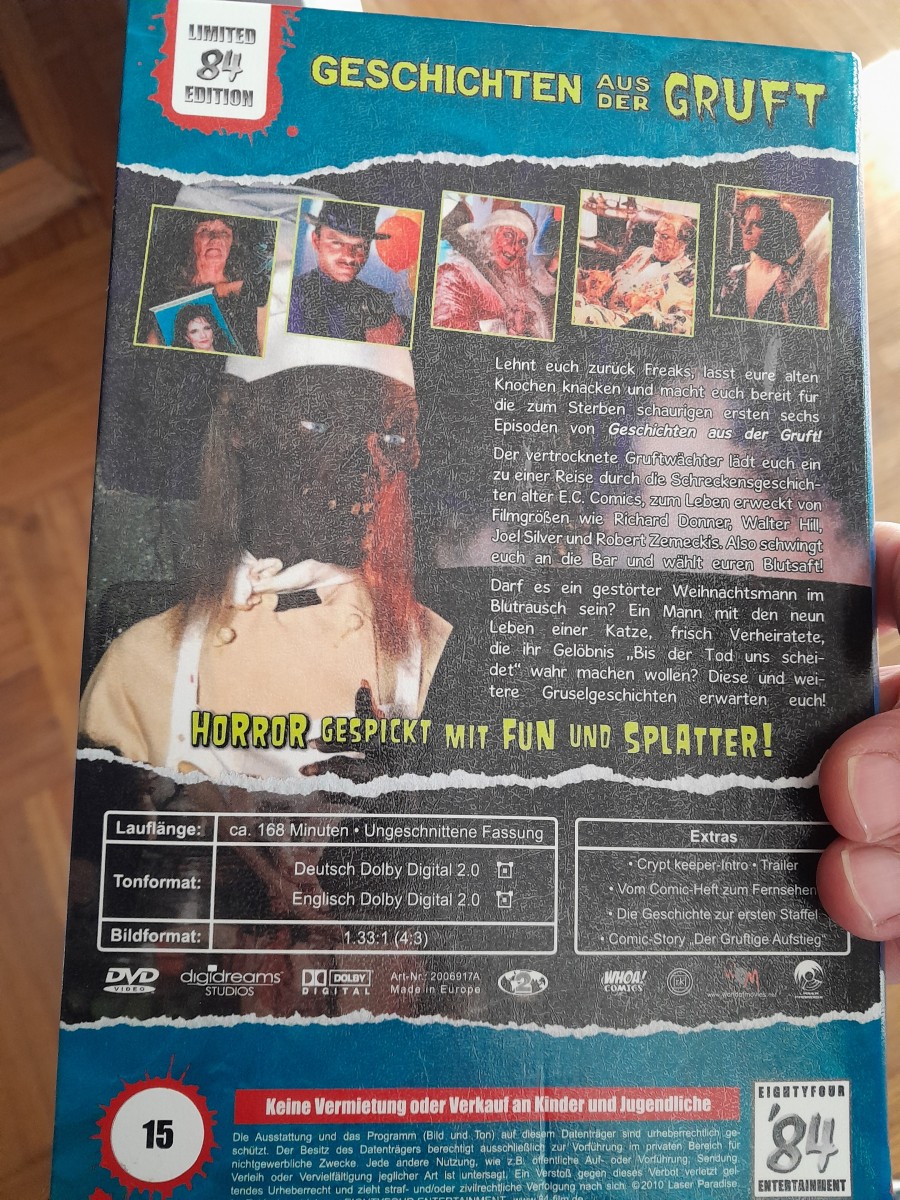 LIMITED
84
EDITION
GESCHICHTEN AUS DER GRUFT
Lehnt euch zurück Freaks, lasst eure alten
Knochen knacken und macht euch bereit für
die zum Sterben schaurigen ersten sechs
Episoden von Geschichten aus der Gruft!
Der vertrocknete Gruftwächter lädt euch ein
zu einer Reise durch die Schreckensgeschich-
ten alter E.C. Comics, zum Leben erweckt von
Filmgrößen wie Richard Donner, Walter Hill,
Joel Silver und Robert Zemeckis. Also schwingt
euch an die Bar und wählt euren Blutsaft!
Darf es ein gestörter Weihnachtsmann im
Blutrausch sein? Ein Mann mit den neun
Leben einer Katze, frisch Verheiratete,
die ihr Gelöbnis „Bis der Tod uns schei-
det“ wahr machen wollen? Diese und wei-
tere Gruselgeschichten erwarten euch!
HORROR GESPICKT MIT FUN UND SPLATTER!
Lauflänge: ca. 168 Minuten • Ungeschnittene Fassung
Tonformat:
Deutsch Dolby Digital 2.0
Englisch Dolby Digital 2.0
Bildformat: 1.33:1 (4:3)
Extras
• Crypt keeper-Intro • Trailer
• Vom Comic-Heft zum Fernsehen
• Die Geschichte zur ersten Staffel
• Comic-Story „Der Gruftige Aufstieg“
DVD VIDEO
digidreams STUDIOS
DOLBY DIGITAL
Art-Nr.: 2006917A
Made in Europe
2
WHOA! COMICS
15
Keine Vermietung oder Verkauf an Kinder und Jugendliche
Die Ausstattung und das Programm (Bild und Ton) auf diesem Datenträger sind urheberrechtlich ge-
schützt. Der Besitz des Datenträgers berechtigt ausschließlich zur Vorführung im privaten Bereich für
nichtgewerbliche Zwecke. Jede andere Nutzung, wie z.B. öffentliche Auf- oder Vorführung, Sendung,
Verleih oder Vervielfältigung jeglicher Art ist untersagt. Ein Verstoß gegen dieses Verbot verletzt gel-
tendes Urheberrecht und zieht straf- und/oder zivilrechtliche Verfolgung nach sich. ©2010 Laser Paradise.
ENTERTAINMENT www.84-film.de
EIGHTYFOUR
'84
ENTERTAINMENT